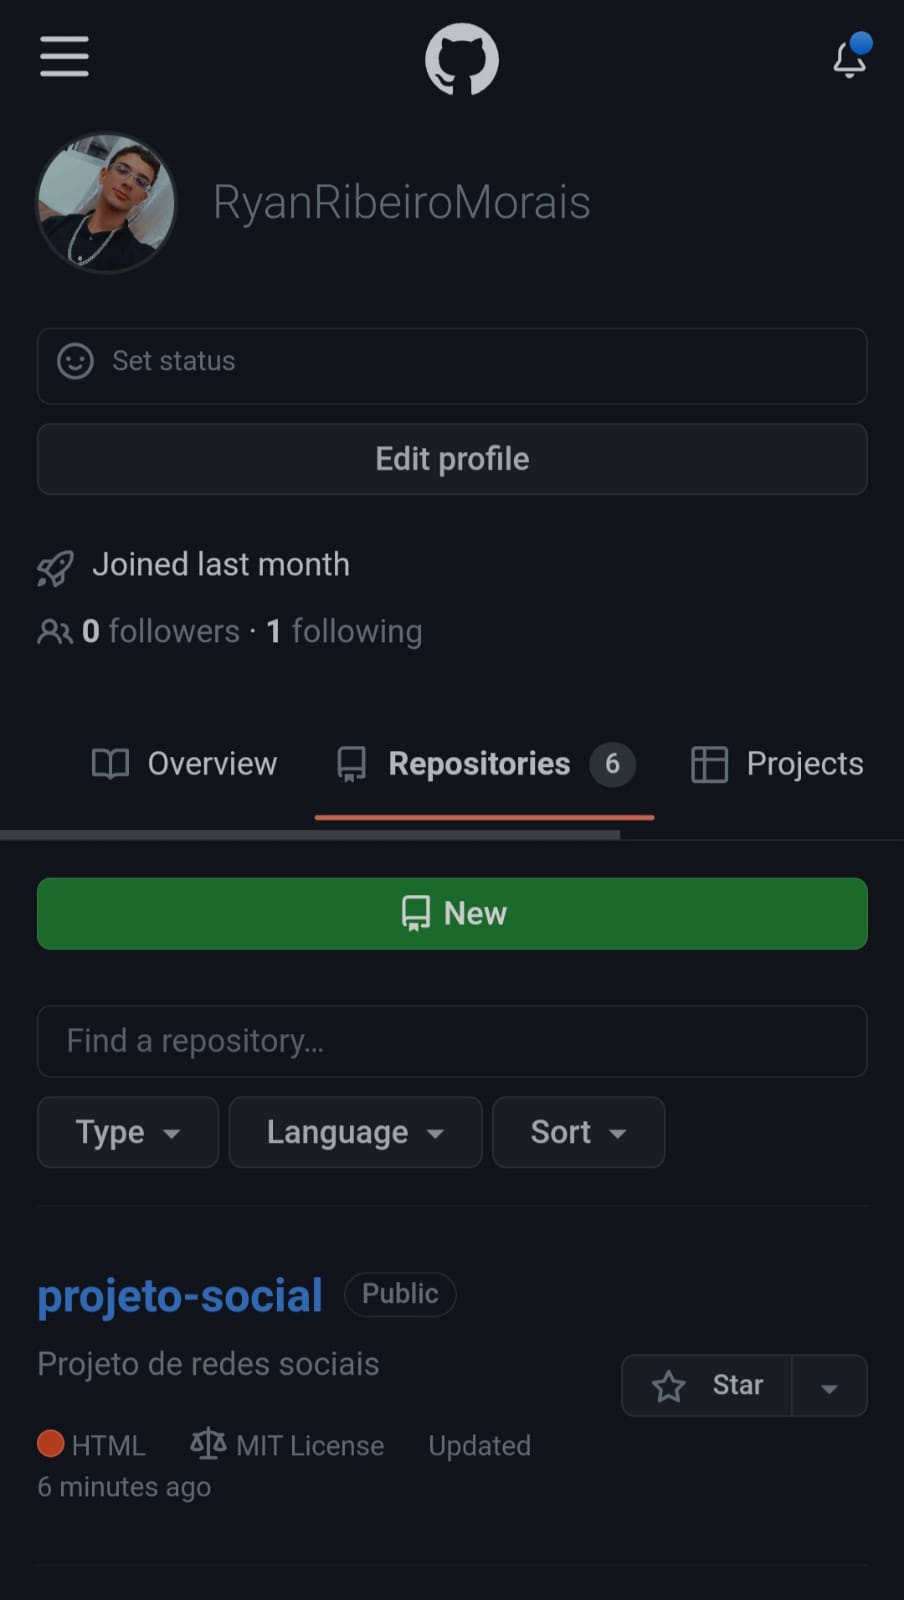 RyanRibeiroMorais
Set status
Edit profile
Joined last month
0 followers · 1 following
Overview Repositories 6 Projects
New
Find a repository...
Type Language Sort
projeto-social Public
Projeto de redes sociais
Star
HTML MIT License Updated
6 minutes ago